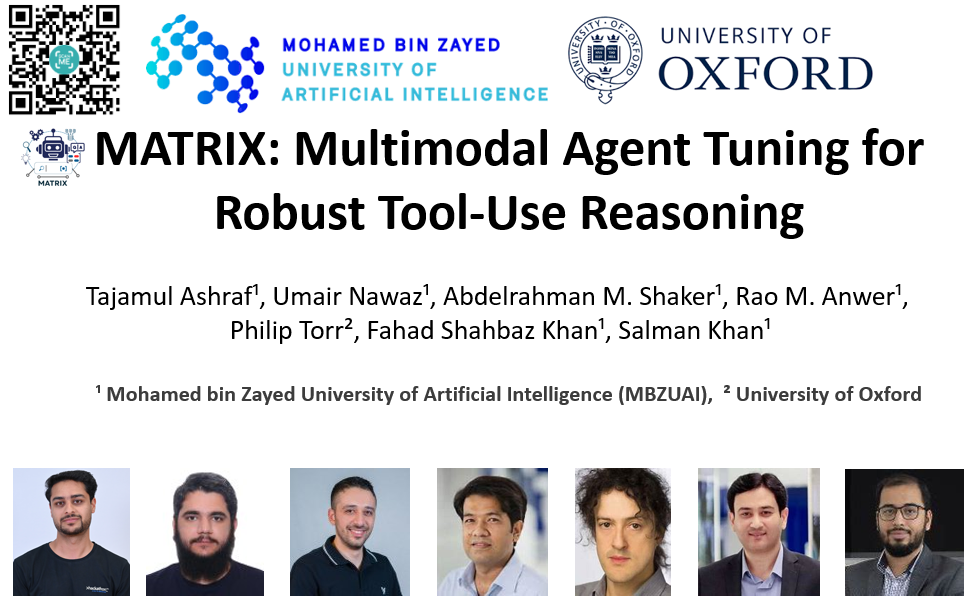 MOHAMED BIN ZAYED
UNIVERSITY OF
ARTIFICIAL INTELLIGENCE
UNIVERSITY OF
OXFORD
MATRIX
MATRIX: Multimodal Agent Tuning for
Robust Tool-Use Reasoning
Tajamul Ashraf¹, Umair Nawaz¹, Abdelrahman M. Shaker¹, Rao M. Anwer¹,
Philip Torr², Fahad Shahbaz Khan¹, Salman Khan¹
¹ Mohamed bin Zayed University of Artificial Intelligence (MBZUAI), ² University of Oxford